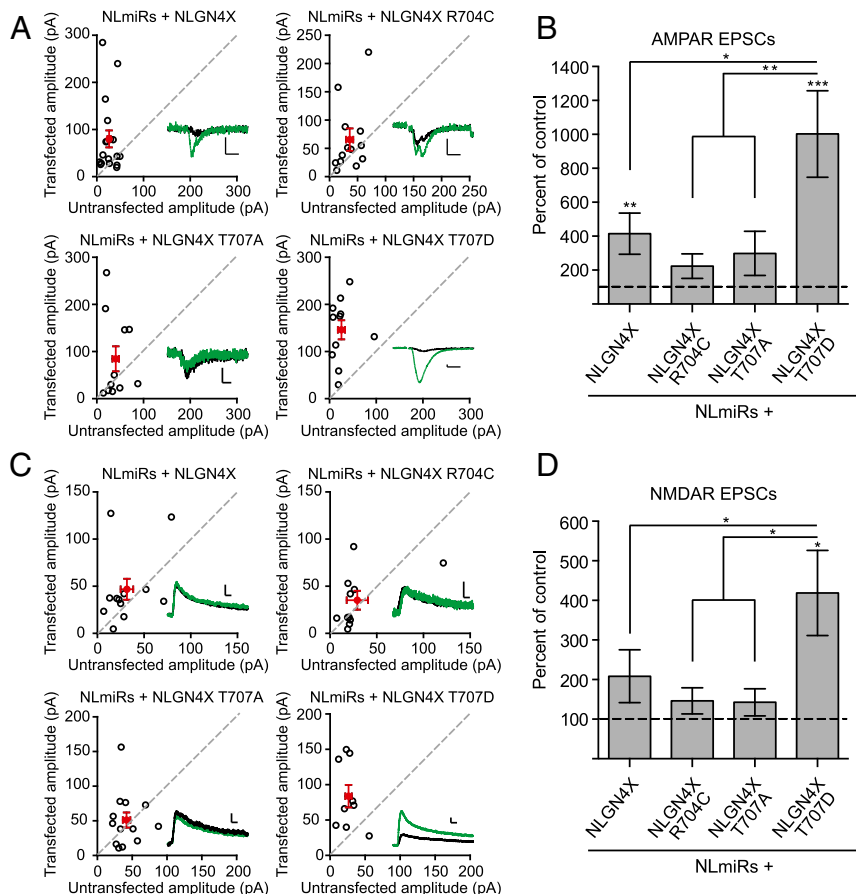 A
NLmiRs + NLGN4X
Transfected amplitude (pA)
300
200
100
0
0 100 200 300
Untransfected amplitude (pA)
NLmiRs + NLGN4X R704C
Transfected amplitude (pA)
250
200
150
100
50
0
0 50 100 150 200 250
Untransfected amplitude (pA)
NLmiRs + NLGN4X T707A
Transfected amplitude (pA)
300
200
100
0
0 100 200 300
Untransfected amplitude (pA)
NLmiRs + NLGN4X T707D
Transfected amplitude (pA)
300
200
100
0
0 100 200 300
Untransfected amplitude (pA)
B
AMPAR EPSCs
Percent of control
1400
1200
1000
800
600
400
200
*
**
***
**
NLGN4X
NLGN4X R704C
NLGN4X T707A
NLGN4X T707D
NLmiRs +
C
NLmiRs + NLGN4X
Transfected amplitude (pA)
150
100
50
0
0 50 100 150
Untransfected amplitude (pA)
NLmiRs + NLGN4X R704C
Transfected amplitude (pA)
150
100
50
0
0 50 100 150
Untransfected amplitude (pA)
NLmiRs + NLGN4X T707A
Transfected amplitude (pA)
200
150
100
50
0
0 50 100 150 200
Untransfected amplitude (pA)
NLmiRs + NLGN4X T707D
Transfected amplitude (pA)
200
150
100
50
0
0 50 100 150 200
Untransfected amplitude (pA)
D
NMDAR EPSCs
Percent of control
600
500
400
300
200
100
*
*
*
NLGN4X
NLGN4X R704C
NLGN4X T707A
NLGN4X T707D
NLmiRs +